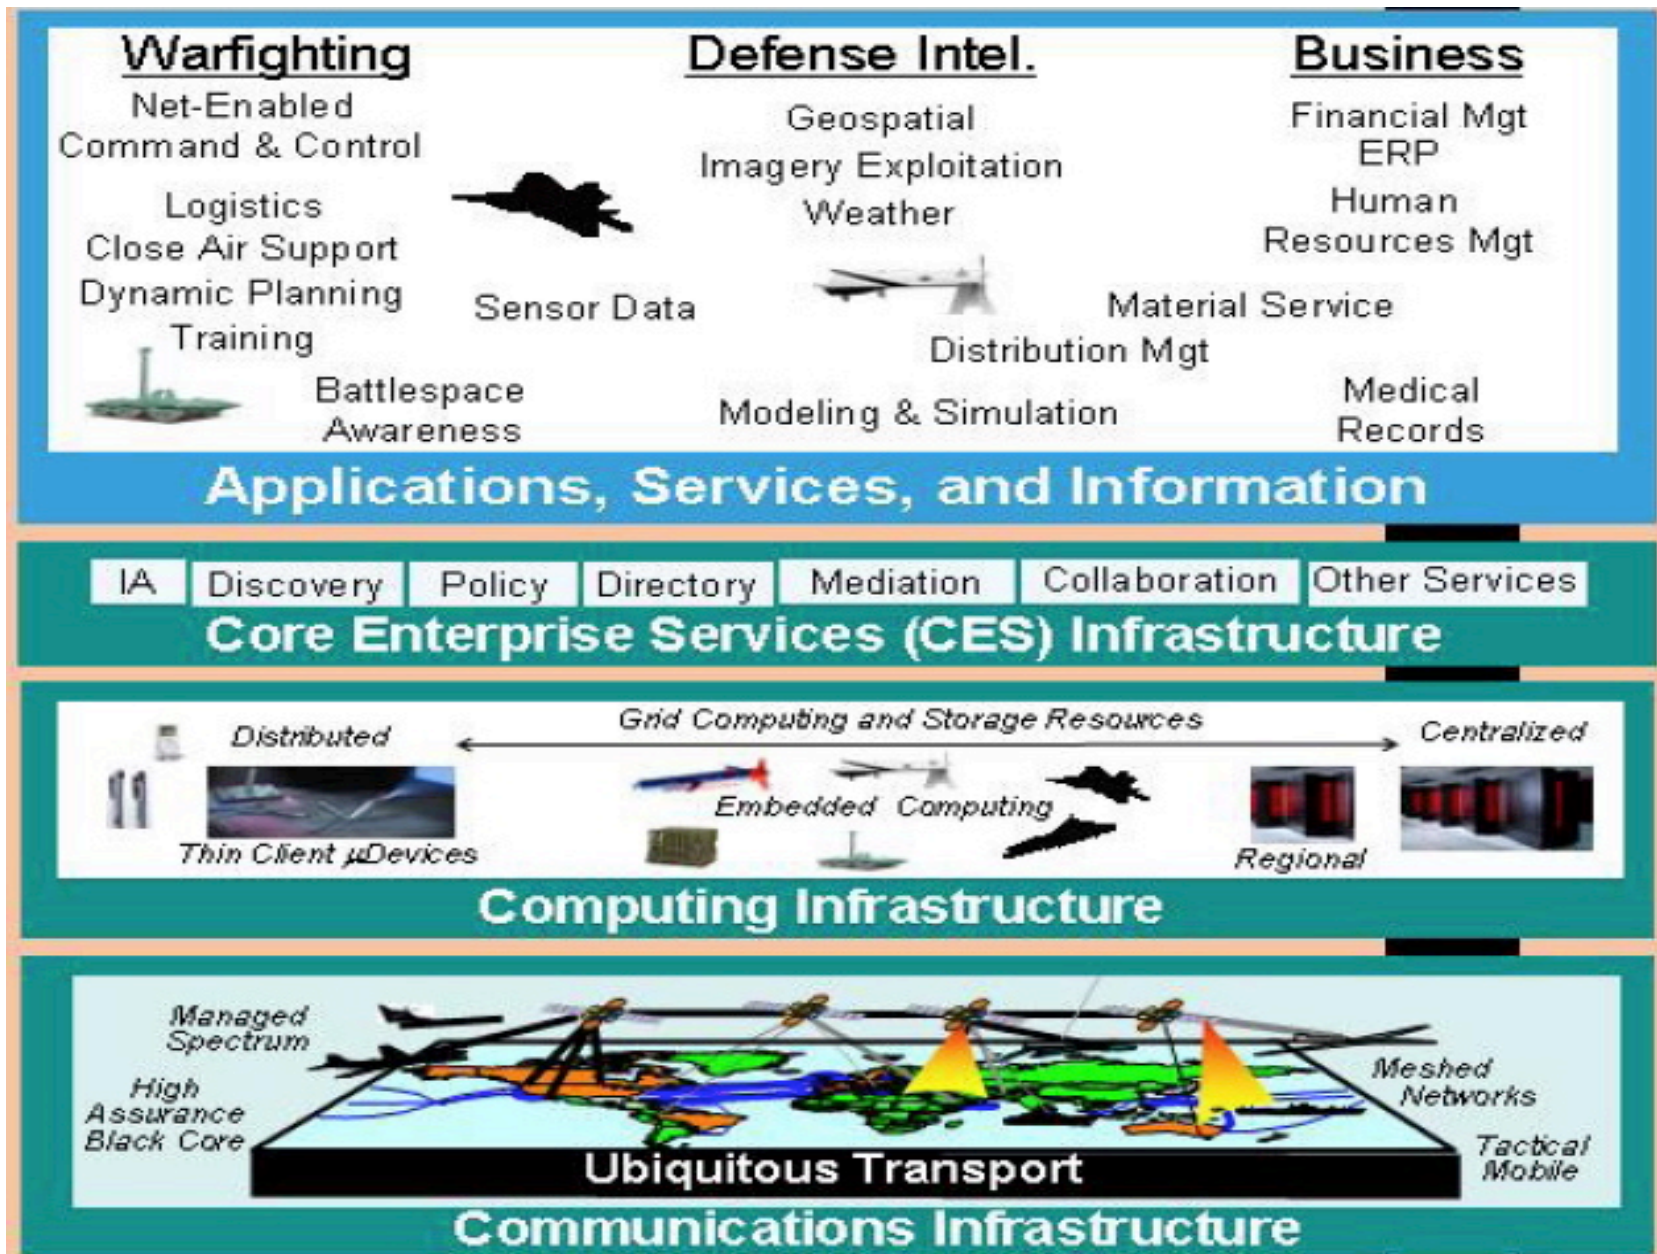 Warfighting
Net-Enabled
Command & Control
Logistics
Close Air Support
Dynamic Planning
Training
Battlespace
Awareness
Sensor Data
Defense Intel.
Geospatial
Imagery Exploitation
Weather
Distribution Mgt
Modeling & Simulation
Business
Financial Mgt
ERP
Human
Resources Mgt
Material Service
Medical
Records
Applications, Services, and Information
IA
Discovery
Policy
Directory
Mediation
Collaboration
Other Services
Core Enterprise Services (CES) Infrastructure
Grid Computing and Storage Resources
Distributed
Centralized
Embedded Computing
Thin Client µDevices
Regional
Computing Infrastructure
Managed
Spectrum
High
Assurance
Black Core
Meshed
Networks
Tactical
Mobile
Ubiquitous Transport
Communications Infrastructure